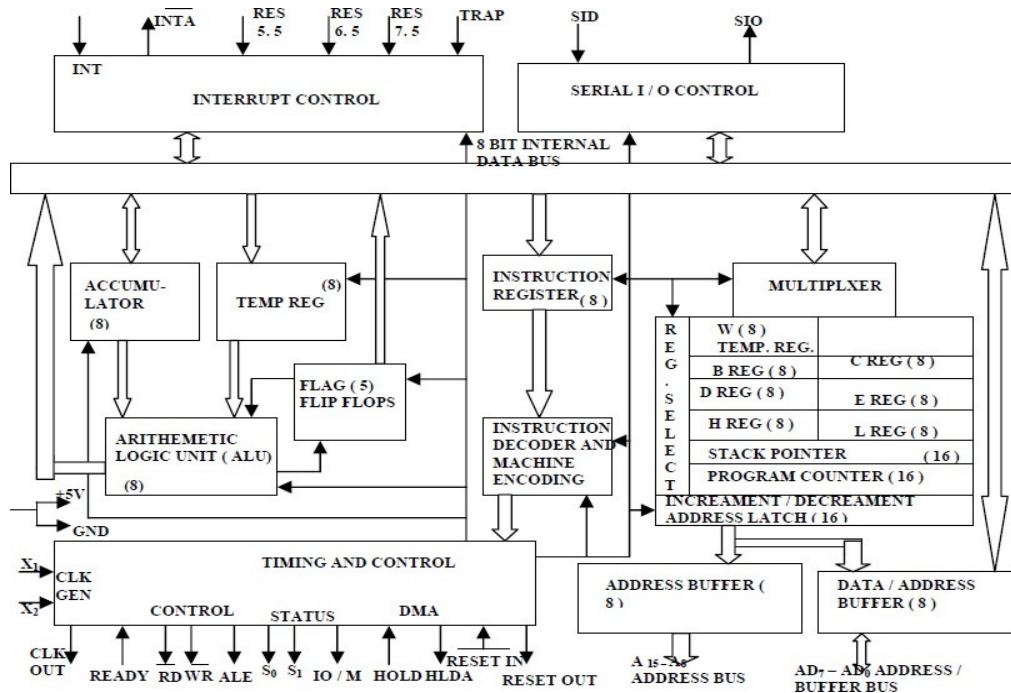 INTA
RES
5. 5
RES
6. 5
RES
7. 5
TRAP
SID
SIO
INT
INTERRUPT CONTROL
SERIAL I / O CONTROL
8 BIT INTERNAL
DATA BUS
ACCUMU-
LATOR
(8)
(8)
TEMP REG
INSTRUCTION
REGISTER ( 8 )
MULTIPLXER
R
E
G
.
S
E
L
E
C
T
W ( 8 )
TEMP. REG.
B REG ( 8 )
C REG ( 8 )
D REG ( 8 )
E REG ( 8 )
H REG ( 8 )
L REG ( 8 )
STACK POINTER ( 16 )
PROGRAM COUNTER ( 16 )
INCREAMENT / DECREAMENT
ADDRESS LATCH ( 16 )
FLAG ( 5 )
FLIP FLOPS
ARITHEMETIC
LOGIC UNIT ( ALU )
(8)
INSTRUCTION
DECODER AND
MACHINE
ENCODING
+5V
GND
X1
X2
CLK
GEN
TIMING AND CONTROL
CONTROL
STATUS
DMA
ADDRESS BUFFER (
8 )
DATA / ADDRESS
BUFFER ( 8 )
CLK
OUT
READY
RD
WR
ALE
S0
S1
IO / M
HOLD
HLDA
RESET IN
RESET OUT
A 15 – A8
ADDRESS BUS
AD7 – AD0 ADDRESS /
BUFFER BUS